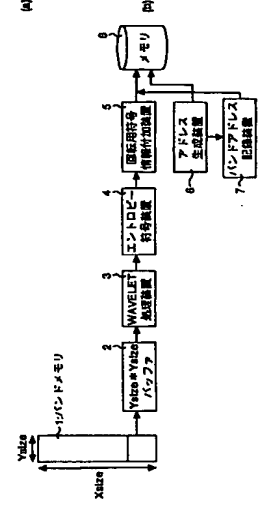 (a)
(b)
Ysize
Xsize
1:バンドメモリ
2
Ysize*Ysize
バッファ
3
WAVELET
処理装置
4
エントロピー
符号装置
5
回転用符号
情報付加装置
6
アドレス
生成装置
7
バンドアドレス
記録装置
8
メモリ